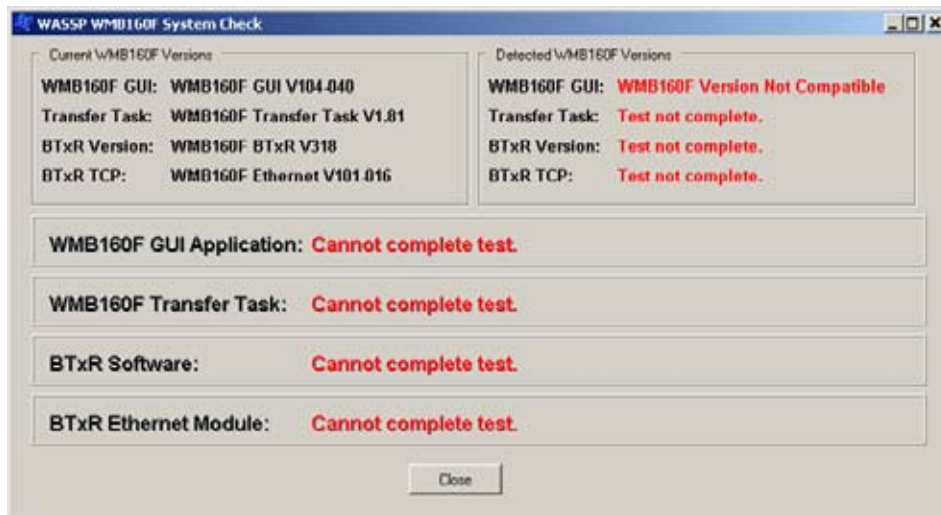 WASSP WMB160F System Check
Current WMB160F Versions
WMB160F GUI: WMB160F GUI V104-040
Transfer Task: WMB160F Transfer Task V1.81
BTxR Version: WMB160F BTxR V318
BTxR TCP: WMB160F Ethernet V101-016
Detected WMB160F Versions
WMB160F GUI: WMB160F Version Not Compatible
Transfer Task: Test not complete.
BTxR Version: Test not complete.
BTxR TCP: Test not complete.
WMB160F GUI Application: Cannot complete test.
WMB160F Transfer Task: Cannot complete test.
BTxR Software: Cannot complete test.
BTxR Ethernet Module: Cannot complete test.
Close